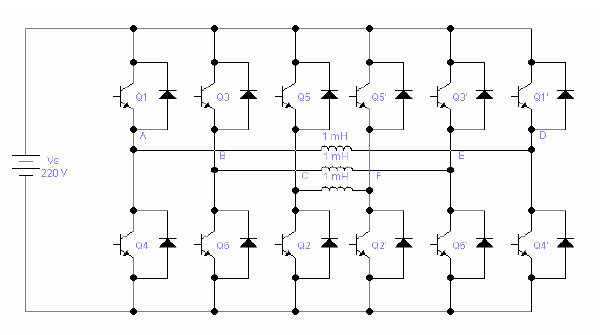 Q1 Q3 Q5 Q5' Q3' Q1'
A 1 mH D
B 1 mH E
Vs C 1 mH F
220 V
Q4 Q6 Q2 Q2' Q6' Q4'